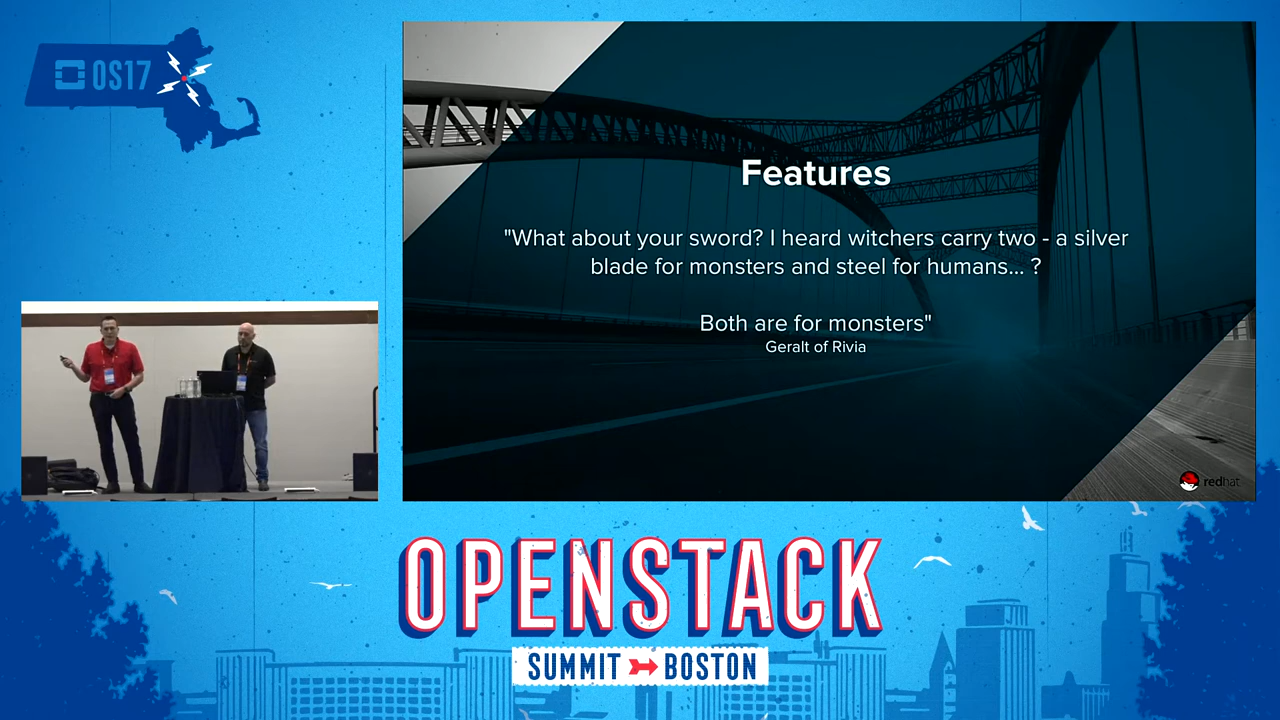 OS17
Features
"What about your sword? I heard witchers carry two - a silver
blade for monsters and steel for humans... ?
Both are for monsters"
Geralt of Rivia
redhat
OPENSTACK
SUMMIT BOSTON